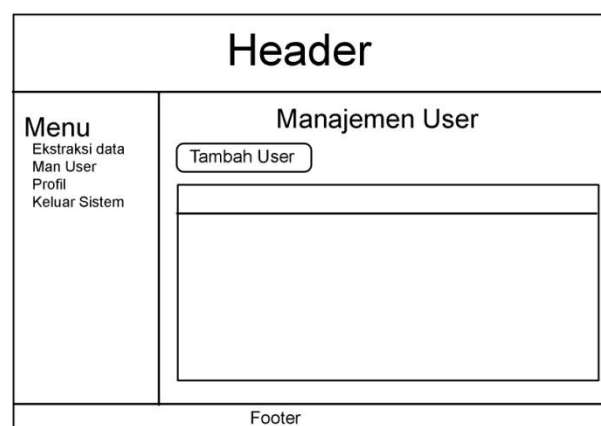 Header
Menu
Ekstraksi data
Man User
Profil
Keluar Sistem
Manajemen User
Tambah User
Footer